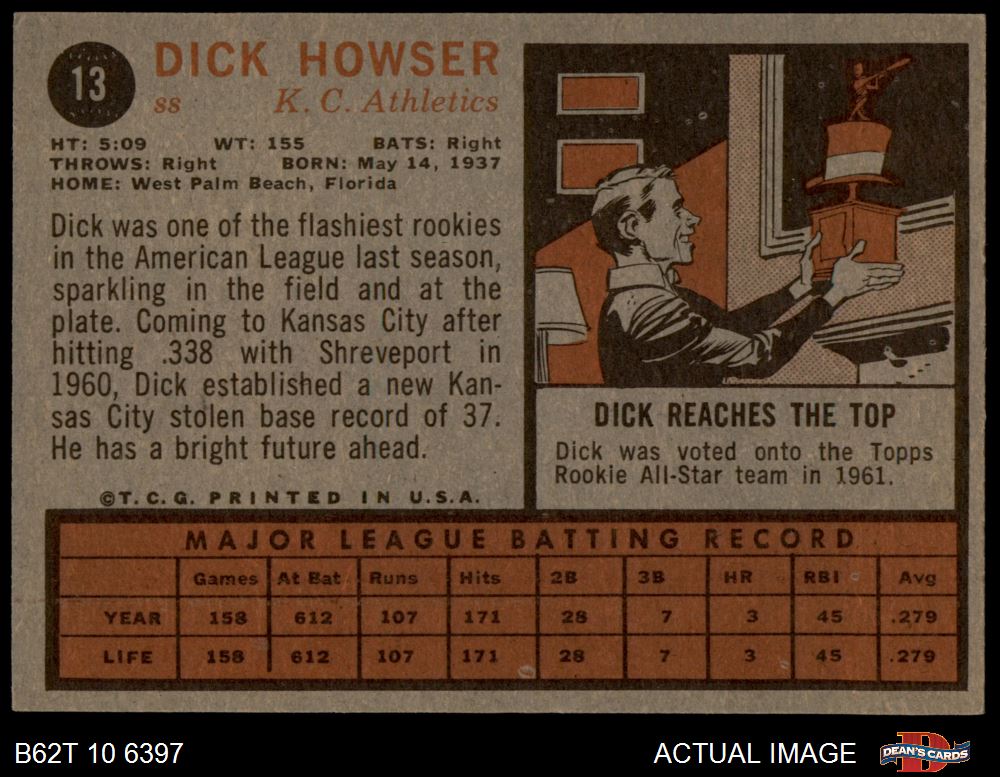 13
DICK HOWSER
ss K. C. Athletics
HT: 5:09 WT: 155 BATS: Right
THROWS: Right BORN: May 14, 1937
HOME: West Palm Beach, Florida
Dick was one of the flashiest rookies
in the American League last season,
sparkling in the field and at the
plate. Coming to Kansas City after
hitting .338 with Shreveport in
1960, Dick established a new Kan-
sas City stolen base record of 37.
He has a bright future ahead.
©T.C.G. PRINTED IN U.S.A.
DICK REACHES THE TOP
Dick was voted onto the Topps
Rookie All-Star team in 1961.
MAJOR LEAGUE BATTING RECORD
Games At Bat Runs Hits 2B 3B HR RBI Avg
YEAR 158 612 107 171 28 7 3 45 .279
LIFE 158 612 107 171 28 7 3 45 .279
B62T 10 6397 ACTUAL IMAGE DEAN'S CARDS